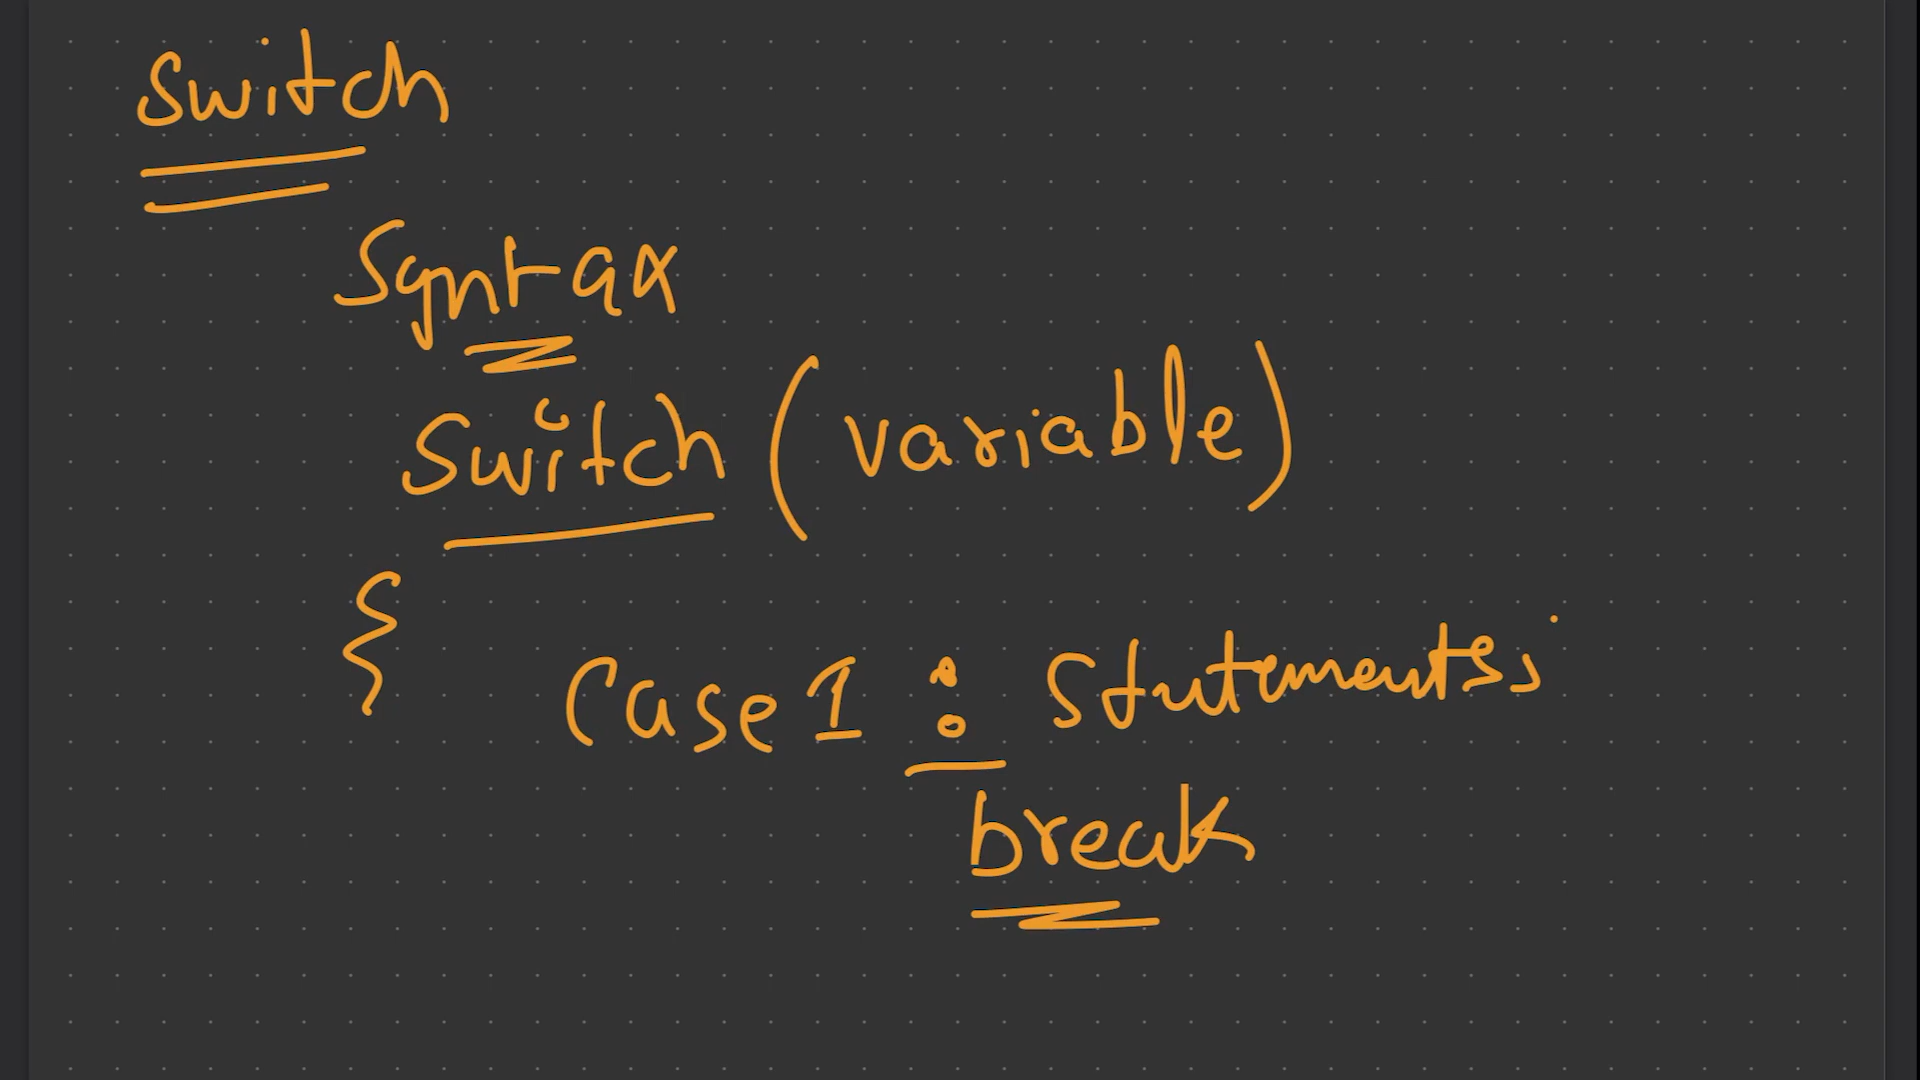 switch
Syntax
switch (variable)
{
Case 1 : Statements;
break